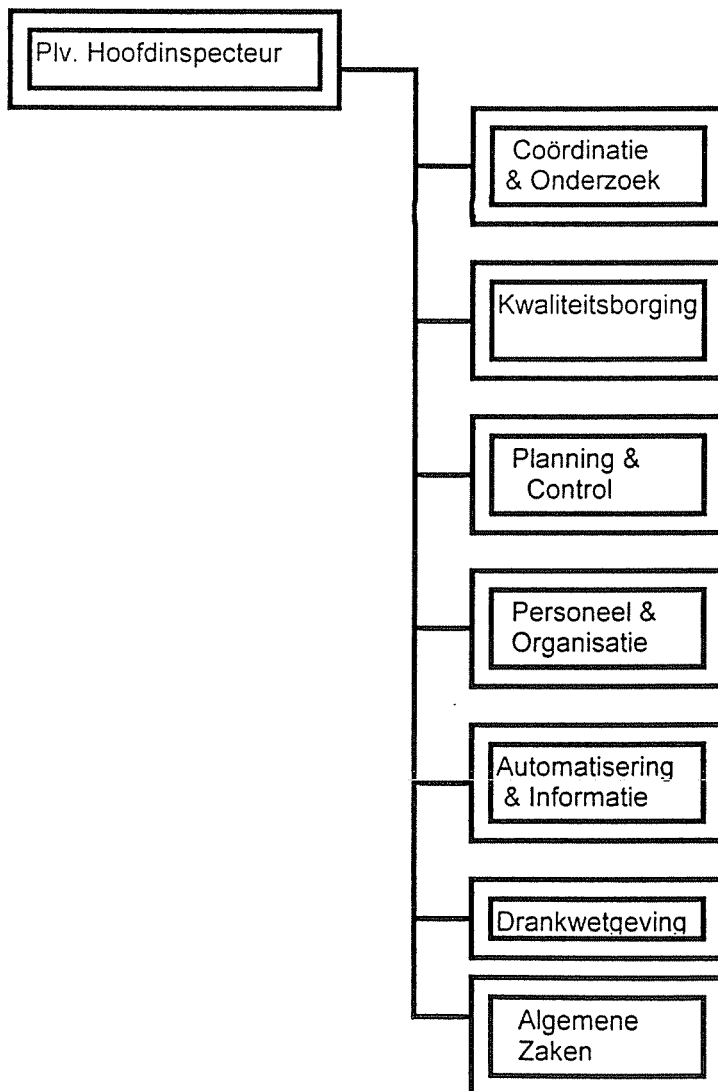 Plv. Hoofdinspecteur
Coördinatie
& Onderzoek
Kwaliteitsborging
Planning &
Control
Personeel &
Organisatie
Automatisering
& Informatie
Drankwetgeving
Algemene
Zaken